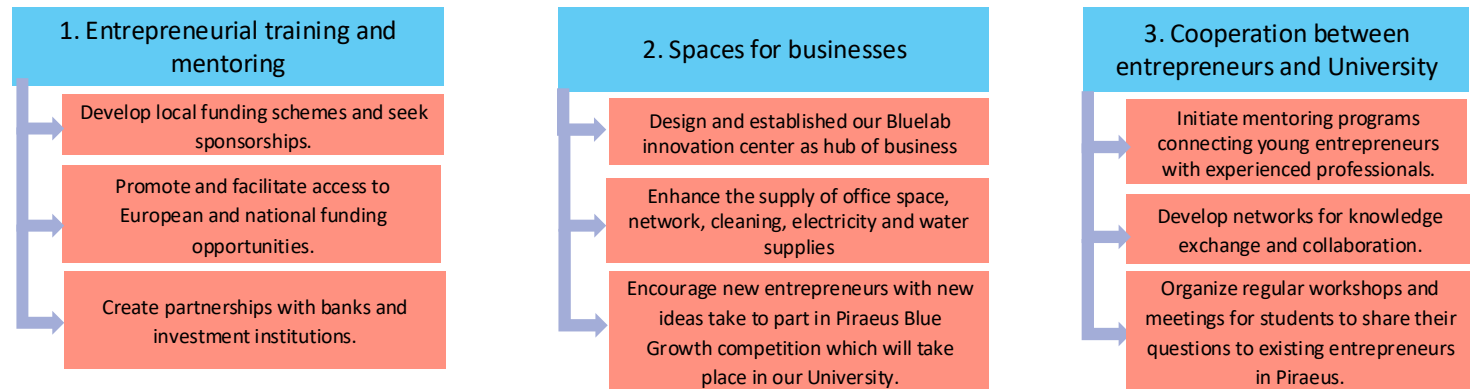 1. Entrepreneurial training and
mentoring
Develop local funding schemes and seek
sponsorships.
Promote and facilitate access to
European and national funding
opportunities.
Create partnerships with banks and
investment institutions.
2. Spaces for businesses
Design and established our Bluelab
innovation center as hub of business
Enhance the supply of office space,
network, cleaning, electricity and water
supplies
Encourage new entrepreneurs with new
ideas take to part in Piraeus Blue
Growth competition which will take
place in our University.
3. Cooperation between
entrepreneurs and University
Initiate mentoring programs
connecting young entrepreneurs
with experienced professionals.
Develop networks for knowledge
exchange and collaboration.
Organize regular workshops and
meetings for students to share their
questions to existing entrepreneurs
in Piraeus.